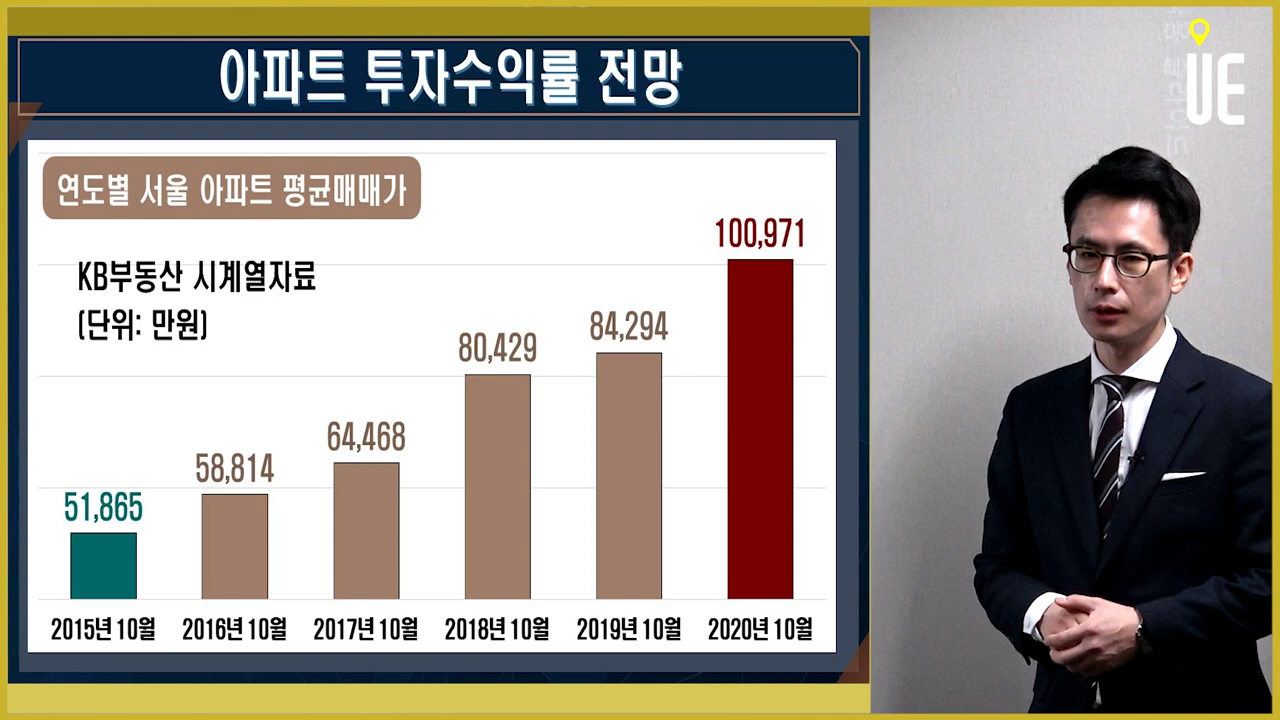 아파트 투자수익률 전망
UE
연도별 서울 아파트 평균매매가
KB부동산 시계열자료
(단위: 만원)
51,865
58,814
64,468
80,429
84,294
100,971
2015년 10월
2016년 10월
2017년 10월
2018년 10월
2019년 10월
2020년 10월